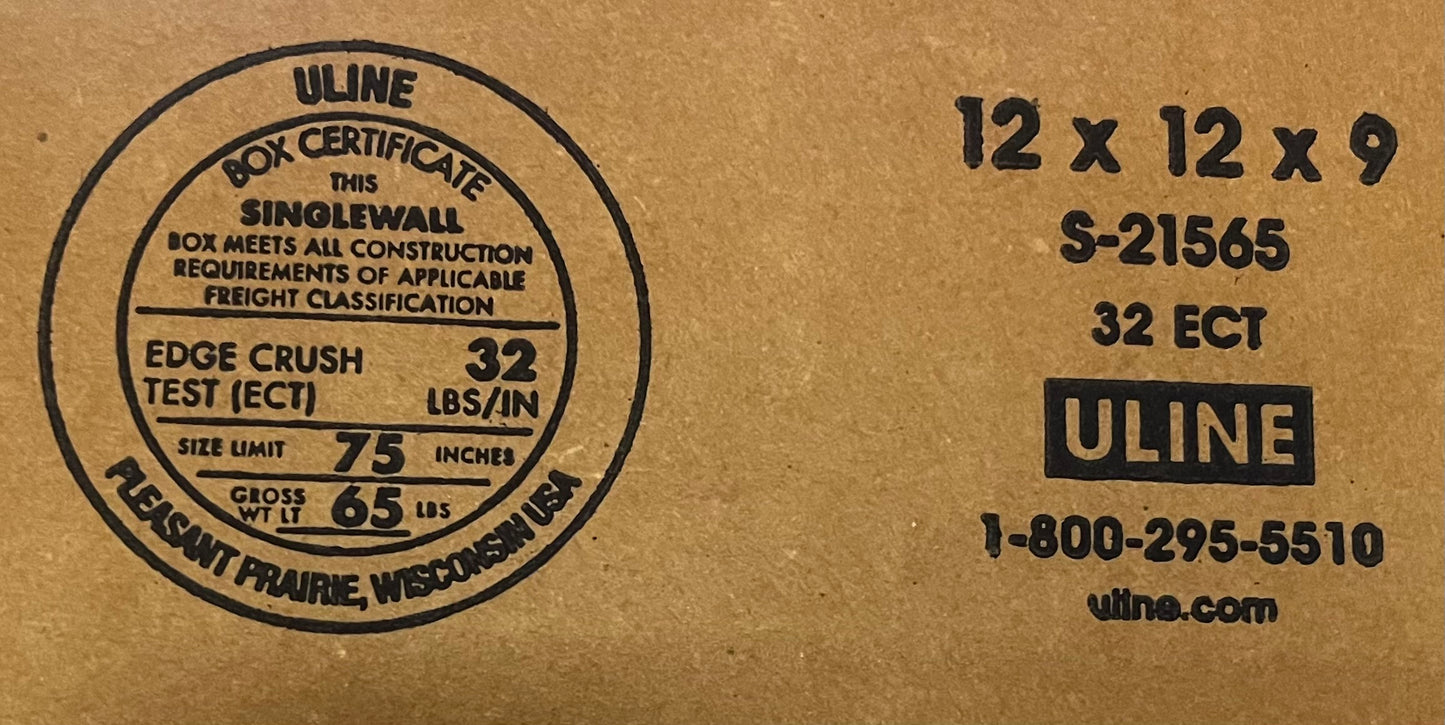 ULINE
BOX CERTIFICATE
THIS
SINGLEWALL
BOX MEETS ALL CONSTRUCTION
REQUIREMENTS OF APPLICABLE
FREIGHT CLASSIFICATION
EDGE CRUSH TEST (ECT) 32 LBS/IN
SIZE LIMIT 75 INCHES
GROSS WT LT 65 LBS
PLEASANT PRAIRIE, WISCONSIN USA
12 x 12 x 9
S-21565
32 ECT
ULINE
1-800-295-5510
uline.com